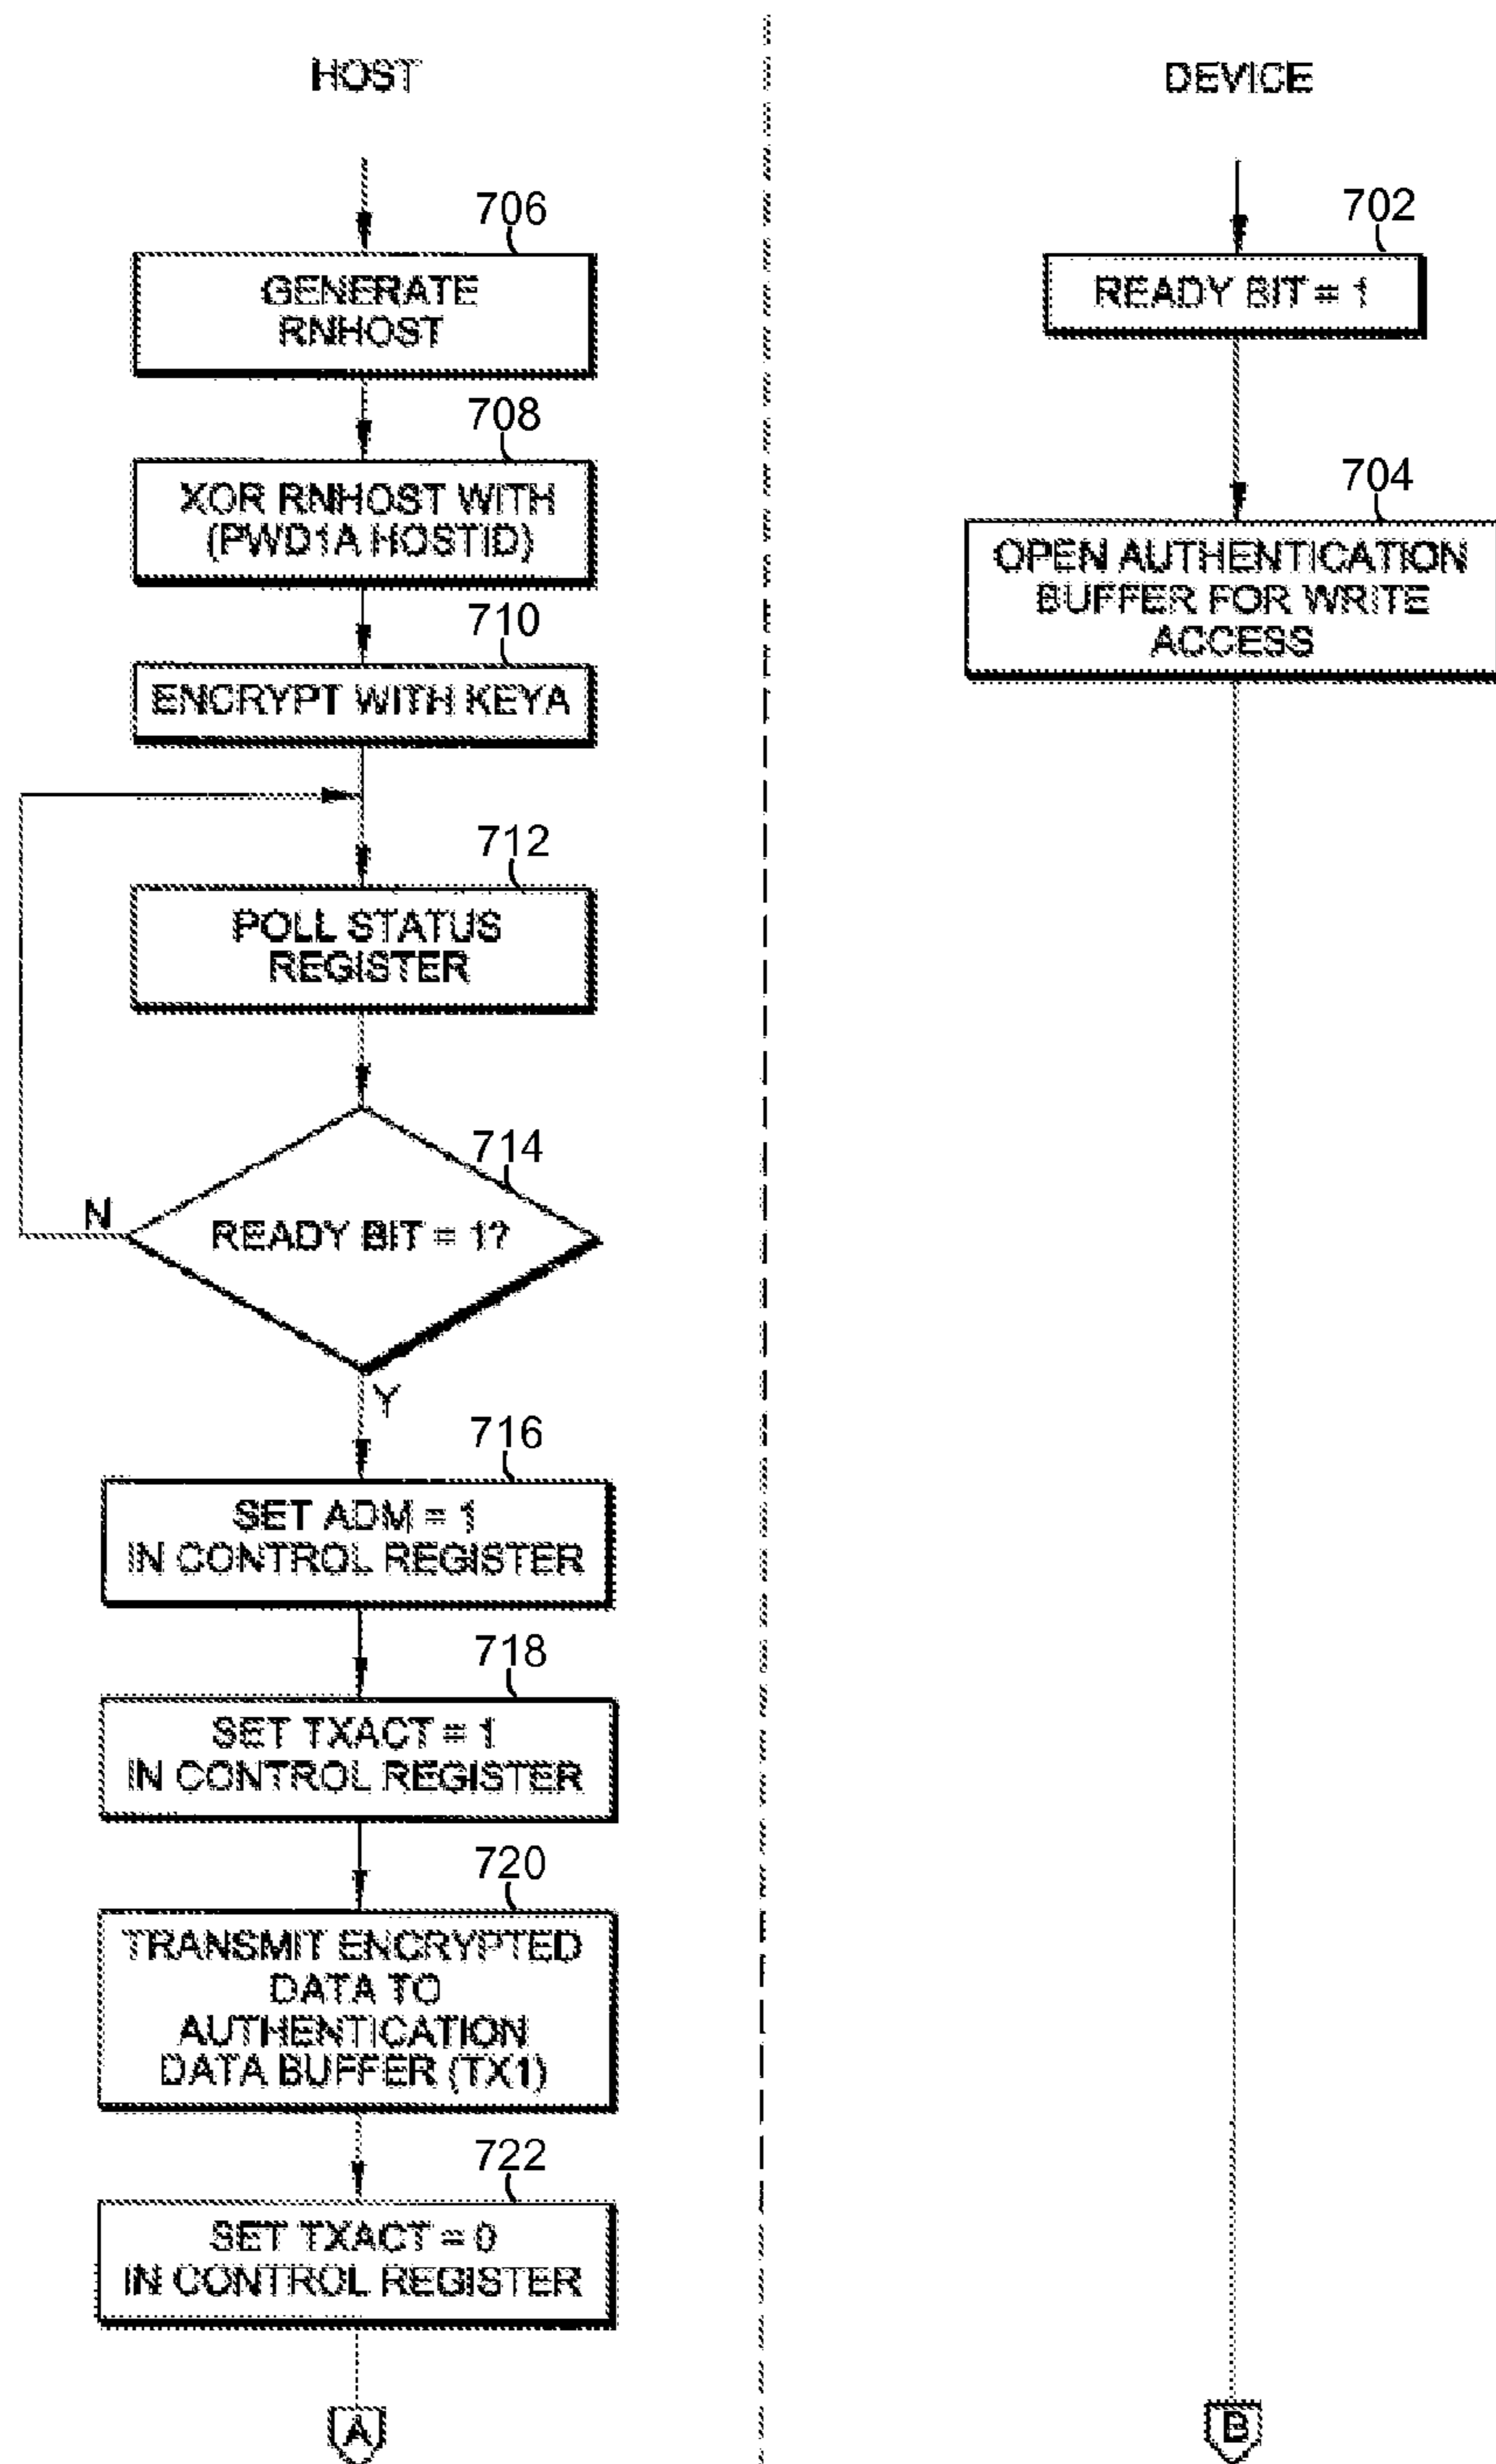 HOST
706
GENERATE
RNHOST
708
XOR RNHOST WITH
(PWD1A HOSTID)
710
ENCRYPT WITH KEYA
712
POLL STATUS
REGISTER
714
READY BIT = 1?
N
Y
716
SET ADM = 1
IN CONTROL REGISTER
718
SET TXACT = 1
IN CONTROL REGISTER
720
TRANSMIT ENCRYPTED
DATA TO
AUTHENTICATION
DATA BUFFER (TX1)
722
SET TXACT = 0
IN CONTROL REGISTER
A
DEVICE
702
READY BIT = 1
704
OPEN AUTHENTICATION
BUFFER FOR WRITE
ACCESS
B